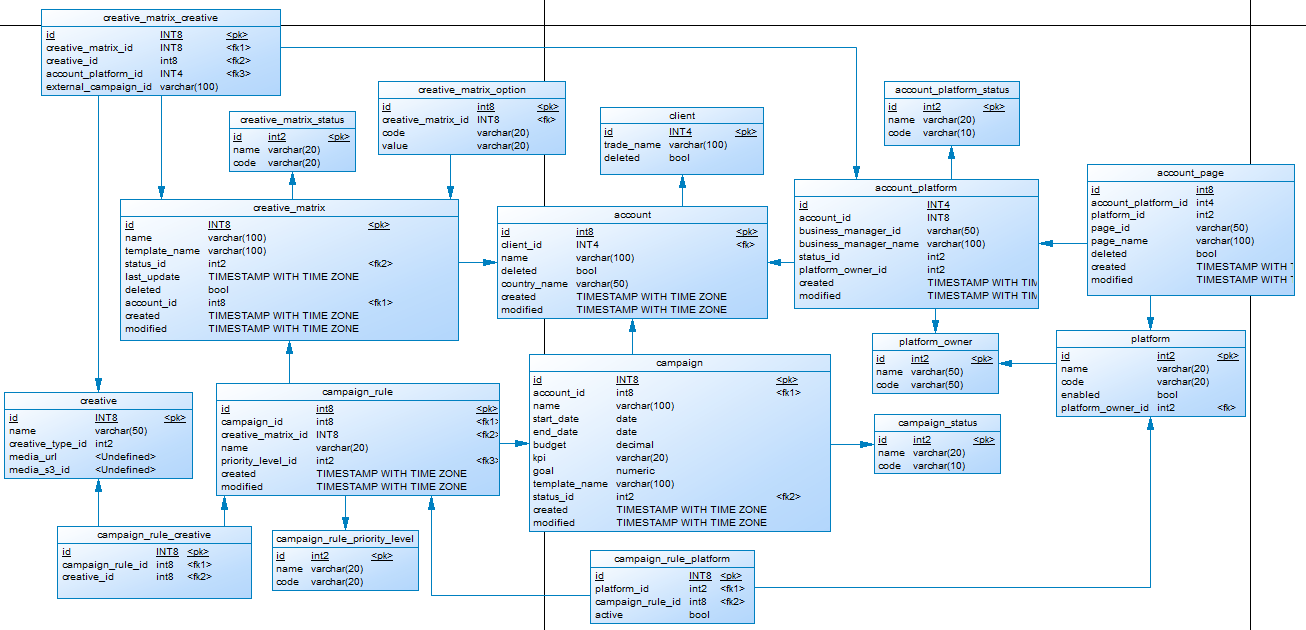 creative_matrix_creative
id INT8 <pk>
creative_matrix_id INT8 <fk1>
creative_id int8 <fk2>
account_platform_id INT4 <fk3>
external_campaign_id varchar(100)
creative_matrix_status
id int2 <pk>
name varchar(20)
code varchar(20)
creative_matrix_option
id int8 <pk>
creative_matrix_id INT8 <fk>
code varchar(20)
value varchar(20)
client
id INT4 <pk>
trade_name varchar(100)
deleted bool
account_platform_status
id int2 <pk>
name varchar(20)
code varchar(10)
creative_matrix
id INT8 <pk>
name varchar(100)
template_name varchar(100)
status_id int2 <fk2>
last_update TIMESTAMP WITH TIME ZONE
deleted bool
account_id int8 <fk1>
created TIMESTAMP WITH TIME ZONE
modified TIMESTAMP WITH TIME ZONE
account
id int8 <pk>
client_id INT4 <fk>
name varchar(100)
deleted bool
country_name varchar(50)
created TIMESTAMP WITH TIME ZONE
modified TIMESTAMP WITH TIME ZONE
account_platform
id INT4
account_id INT8
business_manager_id varchar(50)
business_manager_name varchar(100)
status_id int2
platform_owner_id int2
created TIMESTAMP WITH TIM
modified TIMESTAMP WITH TIM
account_page
id int8
account_platform_id int4
platform_id int2
page_id varchar(50)
page_name varchar(100)
deleted bool
created TIMESTAMP WITH T
modified TIMESTAMP WITH T
creative
id INT8 <pk>
name varchar(50)
creative_type_id int2
media_url <Undefined>
media_s3_id <Undefined>
campaign_rule
id int8 <pk>
campaign_id int8 <fk1>
creative_matrix_id INT8 <fk2>
name varchar(20)
priority_level_id int2 <fk3>
created TIMESTAMP WITH TIME ZONE
modified TIMESTAMP WITH TIME ZONE
campaign
id INT8 <pk>
account_id int8 <fk1>
name varchar(100)
start_date date
end_date date
budget decimal
kpi varchar(20)
goal numeric
template_name varchar(100)
status_id int2 <fk2>
created TIMESTAMP WITH TIME ZONE
modified TIMESTAMP WITH TIME ZONE
platform_owner
id int2 <pk>
name varchar(50)
code varchar(50)
platform
id int2 <pk>
name varchar(20)
code varchar(20)
enabled bool
platform_owner_id int2 <fk>
campaign_status
id int2 <pk>
name varchar(20)
code varchar(10)
campaign_rule_creative
id INT8 <pk>
campaign_rule_id int8 <fk1>
creative_id int8 <fk2>
campaign_rule_priority_level
id int2 <pk>
name varchar(20)
code varchar(20)
campaign_rule_platform
id INT8 <pk>
platform_id int2 <fk1>
campaign_rule_id int8 <fk2>
active bool